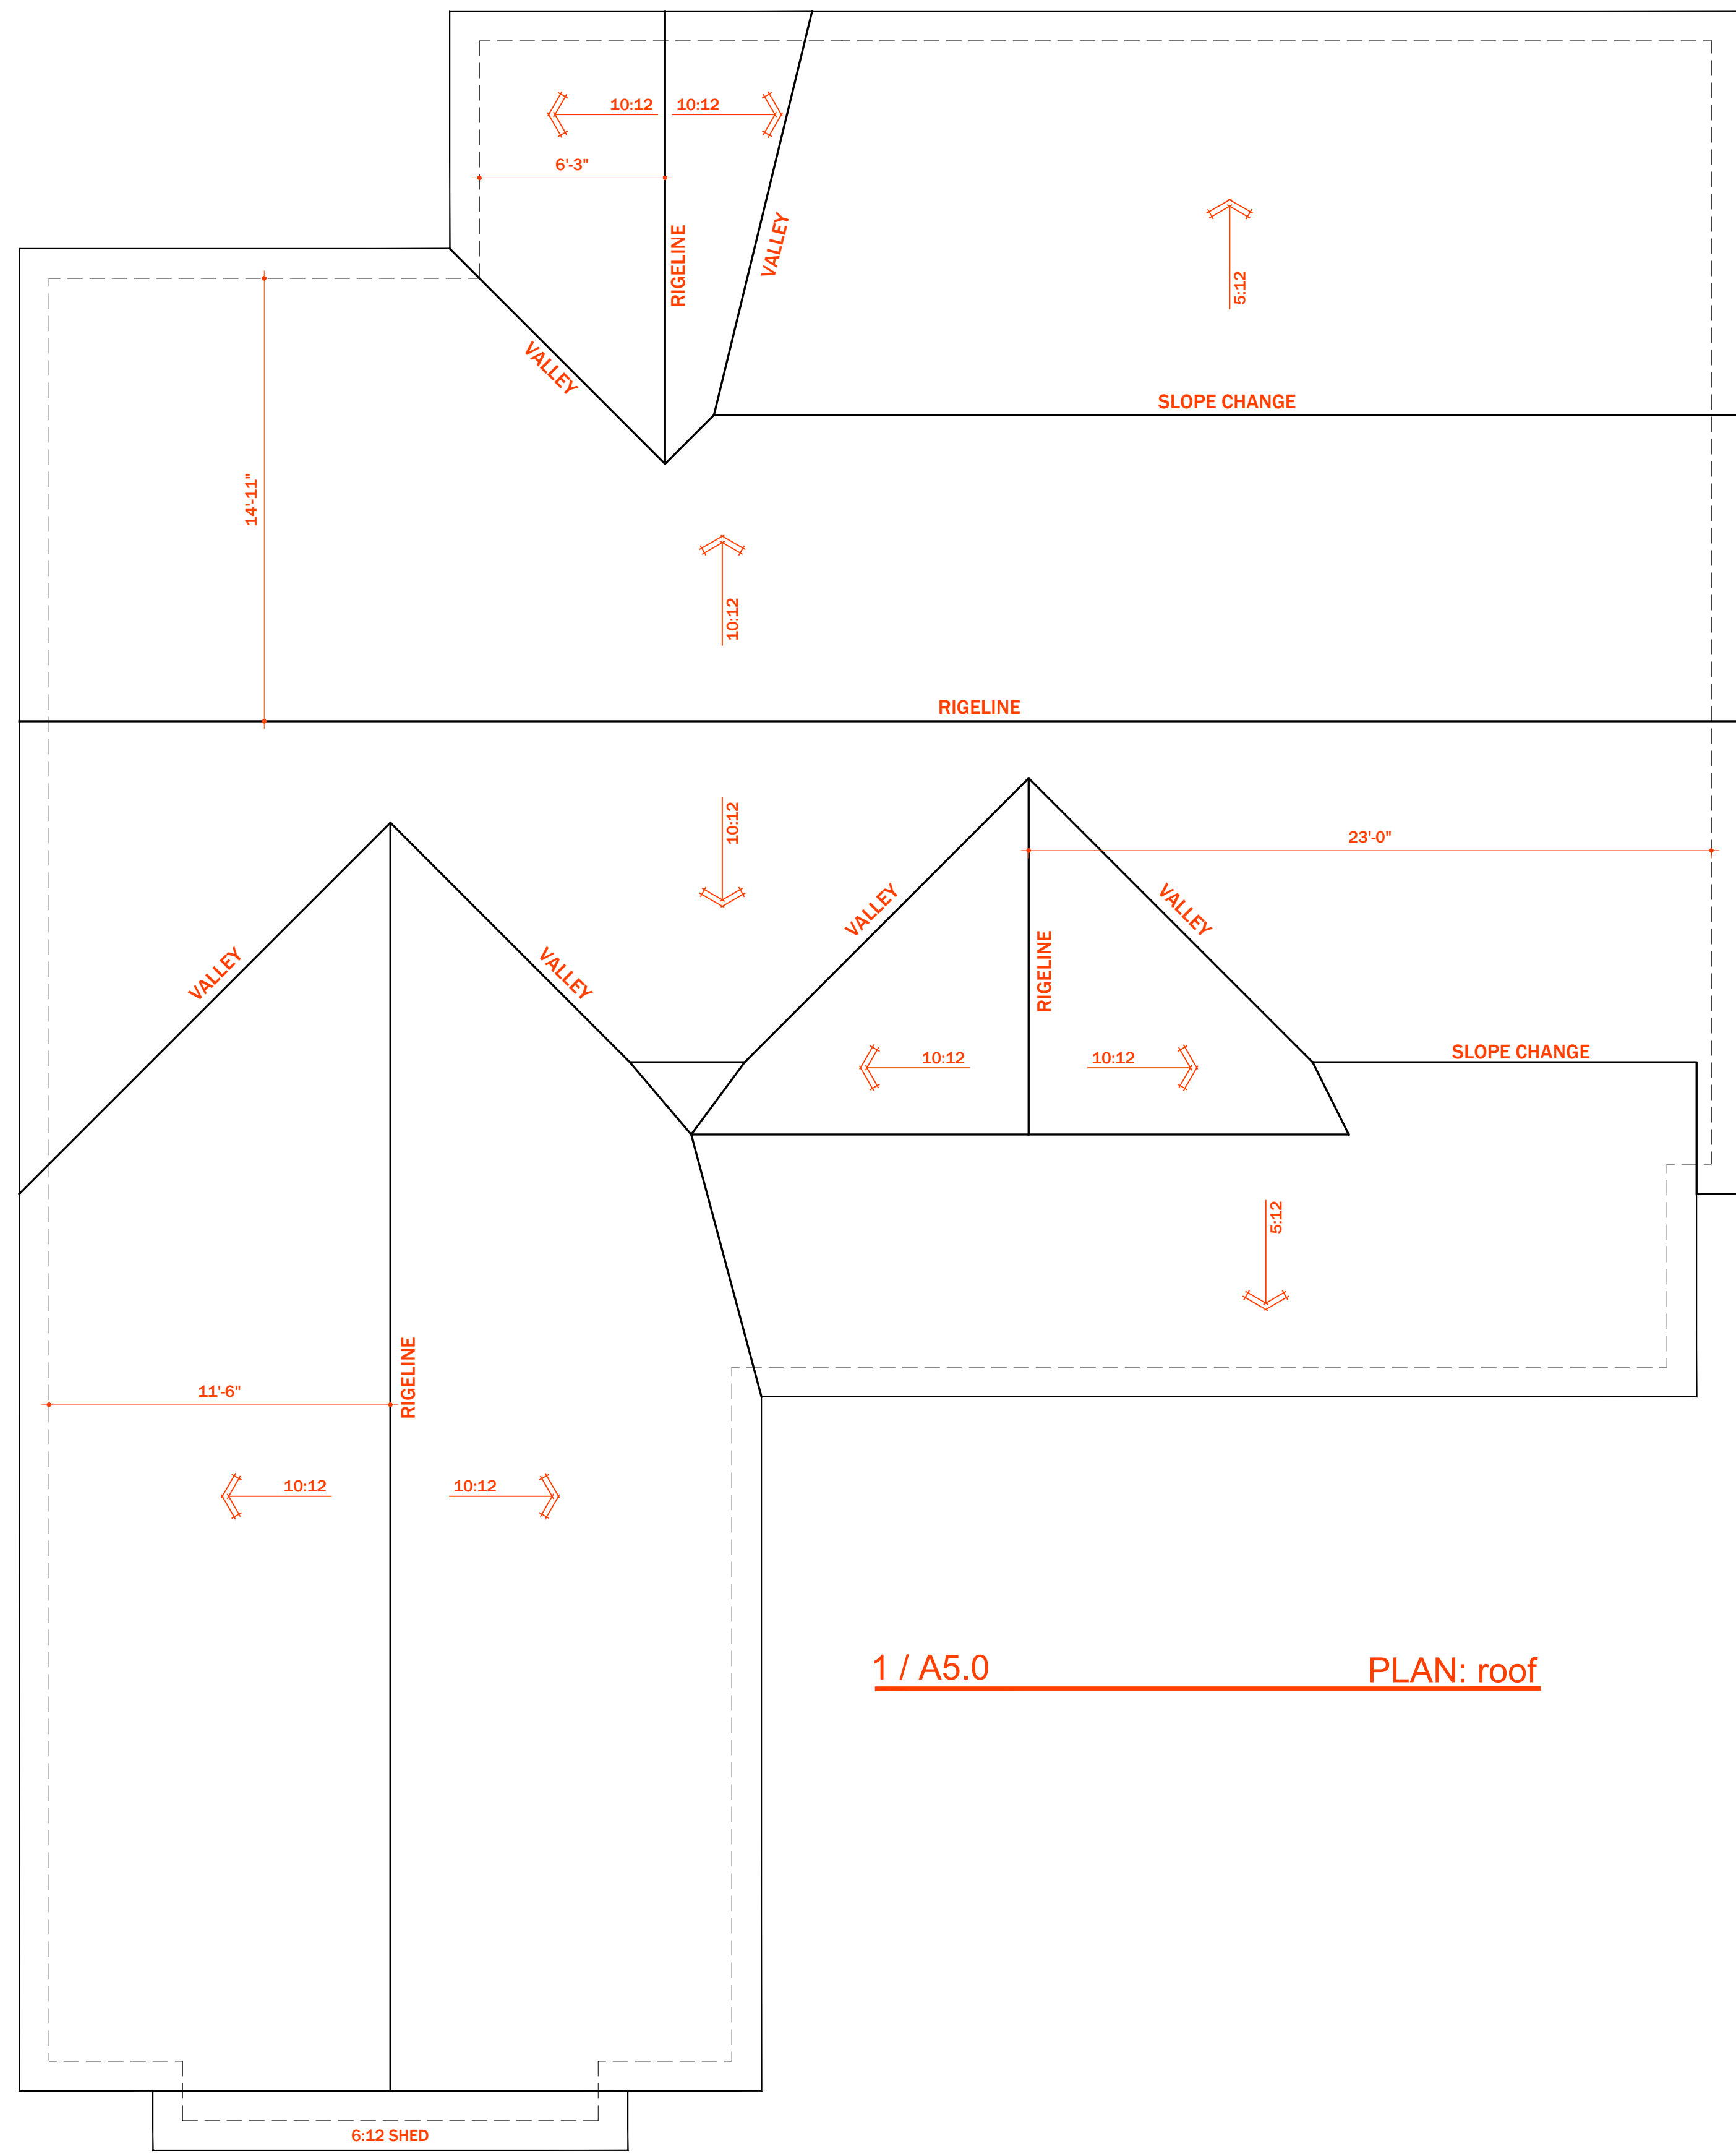 10:12
10:12
6'-3"
RIGELINE
VALLEY
5:12
VALLEY
SLOPE CHANGE
14'-11"
10:12
RIGELINE
10:12
23'-0"
VALLEY
VALLEY
VALLEY
VALLEY
RIGELINE
10:12
10:12
SLOPE CHANGE
5:12
RIGELINE
11'-6"
10:12
10:12
1 / A5.0
PLAN: roof
6:12 SHED